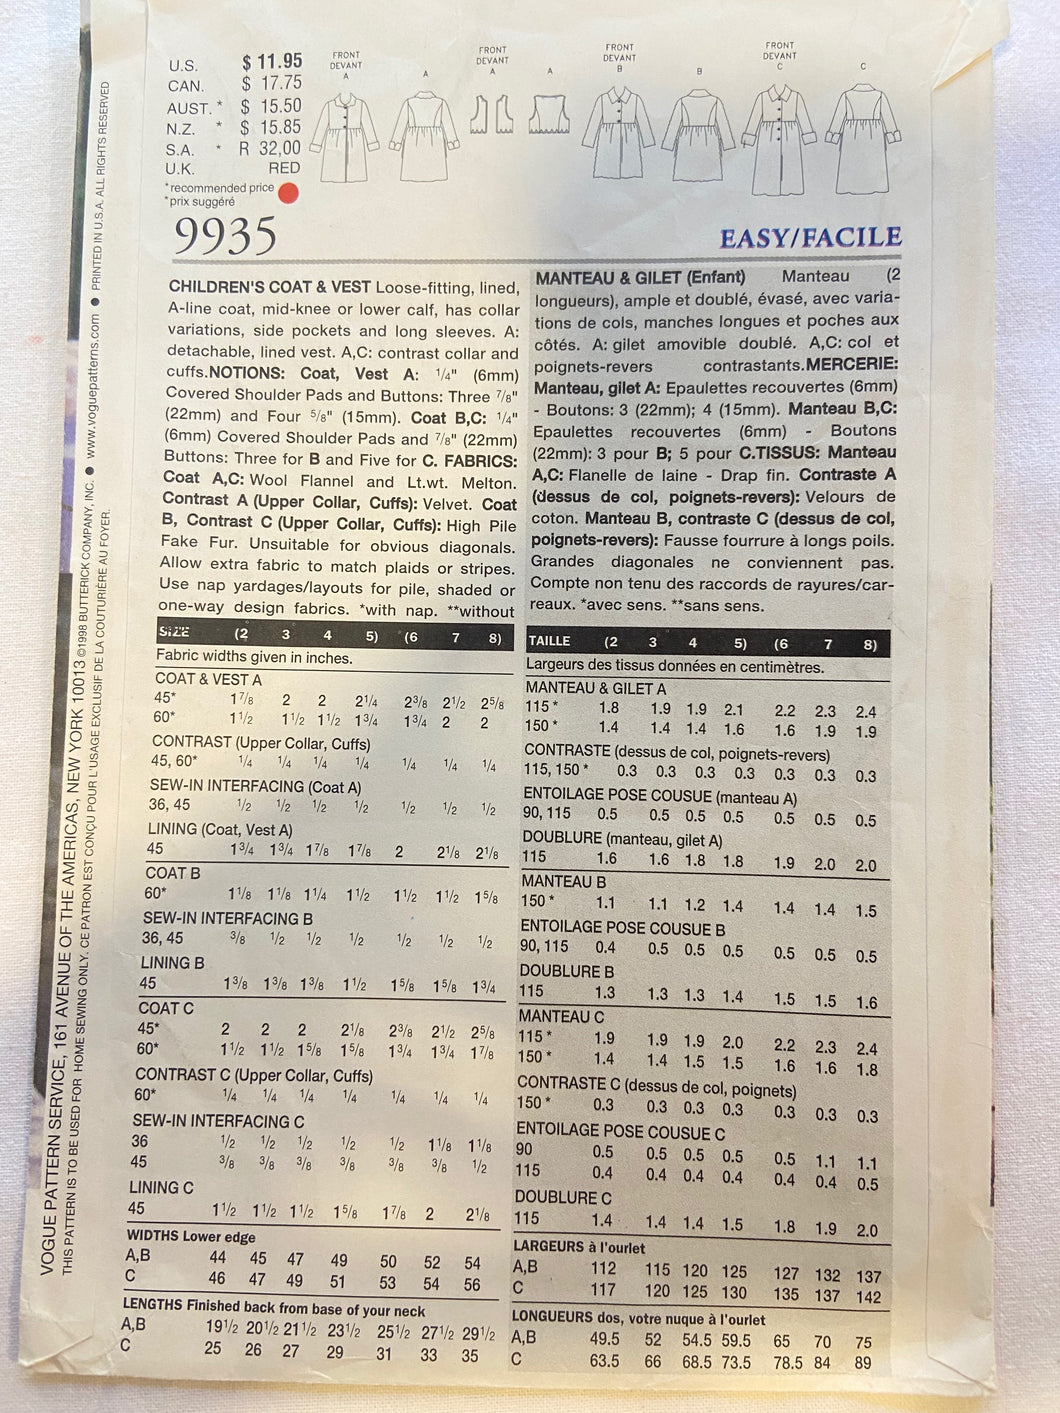 U.S. $ 11.95
CAN. $ 17.75
AUST. * $ 15.50
N.Z. * $ 15.85
S.A. * R 32,00
U.K. RED
*recommended price
*prix suggéré
FRONT
DEVANT
A
A
FRONT
DEVANT
A
A
FRONT
DEVANT
B
B
FRONT
DEVANT
C
C
9935
EASY/FACILE
CHILDREN'S COAT & VEST Loose-fitting, lined,
A-line coat, mid-knee or lower calf, has collar
variations, side pockets and long sleeves. A:
detachable, lined vest. A,C: contrast collar and
cuffs.NOTIONS: Coat, Vest A: 1/4" (6mm)
Covered Shoulder Pads and Buttons: Three 7/8"
(22mm) and Four 5/8" (15mm). Coat B,C: 1/4"
(6mm) Covered Shoulder Pads and 7/8" (22mm)
Buttons: Three for B and Five for C. FABRICS:
Coat A,C: Wool Flannel and Lt.wt. Melton.
Contrast A (Upper Collar, Cuffs): Velvet. Coat
B, Contrast C (Upper Collar, Cuffs): High Pile
Fake Fur. Unsuitable for obvious diagonals.
Allow extra fabric to match plaids or stripes.
Use nap yardages/layouts for pile, shaded or
one-way design fabrics. *with nap. **without
SIZE (2 3 4 5) (6 7 8)
Fabric widths given in inches.
COAT & VEST A
45* 1 7/8 2 2 2 1/4 2 3/8 2 1/2 2 5/8
60* 1 1/2 1 1/2 1 1/2 1 3/4 1 3/4 2 2
CONTRAST (Upper Collar, Cuffs)
45, 60* 1/4 1/4 1/4 1/4 1/4 1/4 1/4
SEW-IN INTERFACING (Coat A)
36, 45 1/2 1/2 1/2 1/2 1/2 1/2 1/2
LINING (Coat, Vest A)
45 1 3/4 1 3/4 1 7/8 1 7/8 2 2 1/8 2 1/8
COAT B
60* 1 1/8 1 1/8 1 1/4 1 1/2 1 1/2 1 1/2 1 5/8
SEW-IN INTERFACING B
36, 45 3/8 1/2 1/2 1/2 1/2 1/2 1/2
LINING B
45 1 3/8 1 3/8 1 3/8 1 1/2 1 5/8 1 5/8 1 3/4
COAT C
45* 2 2 2 2 1/8 2 3/8 2 1/2 2 5/8
60* 1 1/2 1 1/2 1 5/8 1 5/8 1 3/4 1 3/4 1 7/8
CONTRAST C (Upper Collar, Cuffs)
60* 1/4 1/4 1/4 1/4 1/4 1/4 1/4
SEW-IN INTERFACING C
36 1/2 1/2 1/2 1/2 1/2 1 1/8 1 1/8
45 3/8 3/8 3/8 3/8 3/8 3/8 1/2
LINING C
45 1 1/2 1 1/2 1 1/2 1 5/8 1 7/8 2 2 1/8
WIDTHS Lower edge
A,B 44 45 47 49 50 52 54
C 46 47 49 51 53 54 56
LENGTHS Finished back from base of your neck
A,B 19 1/2 20 1/2 21 1/2 23 1/2 25 1/2 27 1/2 29 1/2
C 25 26 27 29 31 33 35
MANTEAU & GILET (Enfant) Manteau (2
longueurs), ample et doublé, évasé, avec varia-
tions de cols, manches longues et poches aux
côtés. A: gilet amovible doublé. A,C: col et
poignets-revers contrastants.MERCERIE:
Manteau, gilet A: Epaulettes recouvertes (6mm)
- Boutons: 3 (22mm); 4 (15mm). Manteau B,C:
Epaulettes recouvertes (6mm) - Boutons
(22mm): 3 pour B; 5 pour C.TISSUS: Manteau
A,C: Flanelle de laine - Drap fin. Contraste A
(dessus de col, poignets-revers): Velours de
coton. Manteau B, contraste C (dessus de col,
poignets-revers): Fausse fourrure à longs poils.
Grandes diagonales ne conviennent pas.
Compte non tenu des raccords de rayures/car-
reaux. *avec sens. **sans sens.
TAILLE (2 3 4 5) (6 7 8)
Largeurs des tissus données en centimètres.
MANTEAU & GILET A
115* 1.8 1.9 1.9 2.1 2.2 2.3 2.4
150* 1.4 1.4 1.4 1.6 1.6 1.9 1.9
CONTRASTE (dessus de col, poignets-revers)
115, 150* 0.3 0.3 0.3 0.3 0.3 0.3 0.3
ENTOILAGE POSE COUSUE (manteau A)
90, 115 0.5 0.5 0.5 0.5 0.5 0.5 0.5
DOUBLURE (manteau, gilet A)
115 1.6 1.6 1.8 1.8 1.9 2.0 2.0
MANTEAU B
150* 1.1 1.1 1.2 1.4 1.4 1.4 1.5
ENTOILAGE POSE COUSUE B
90, 115 0.4 0.5 0.5 0.5 0.5 0.5 0.5
DOUBLURE B
115 1.3 1.3 1.3 1.4 1.5 1.5 1.6
MANTEAU C
115* 1.9 1.9 1.9 2.0 2.2 2.3 2.4
150* 1.4 1.4 1.5 1.5 1.6 1.6 1.8
CONTRASTE C (dessus de col, poignets)
150* 0.3 0.3 0.3 0.3 0.3 0.3 0.3
ENTOILAGE POSE COUSUE C
90 0.5 0.5 0.5 0.5 0.5 1.1 1.1
115 0.4 0.4 0.4 0.4 0.4 0.4 0.5
DOUBLURE C
115 1.4 1.4 1.4 1.5 1.8 1.9 2.0
LARGEURS à l'ourlet
A,B 112 115 120 125 127 132 137
C 117 120 125 130 135 137 142
LONGUEURS dos, votre nuque à l'ourlet
A,B 49.5 52 54.5 59.5 65 70 75
C 63.5 66 68.5 73.5 78.5 84 89
VOGUE PATTERN SERVICE, 161 AVENUE OF THE AMERICAS, NEW YORK 10013 ©1998 BUTTERICK COMPANY, INC. ● www.voguepatterns.com ● PRINTED IN U.S.A. ALL RIGHTS RESERVED
THIS PATTERN IS TO BE USED FOR HOME SEWING ONLY. CE PATRON EST CONÇU POUR L'USAGE EXCLUSIF DE LA COUTURIÈRE AU FOYER.